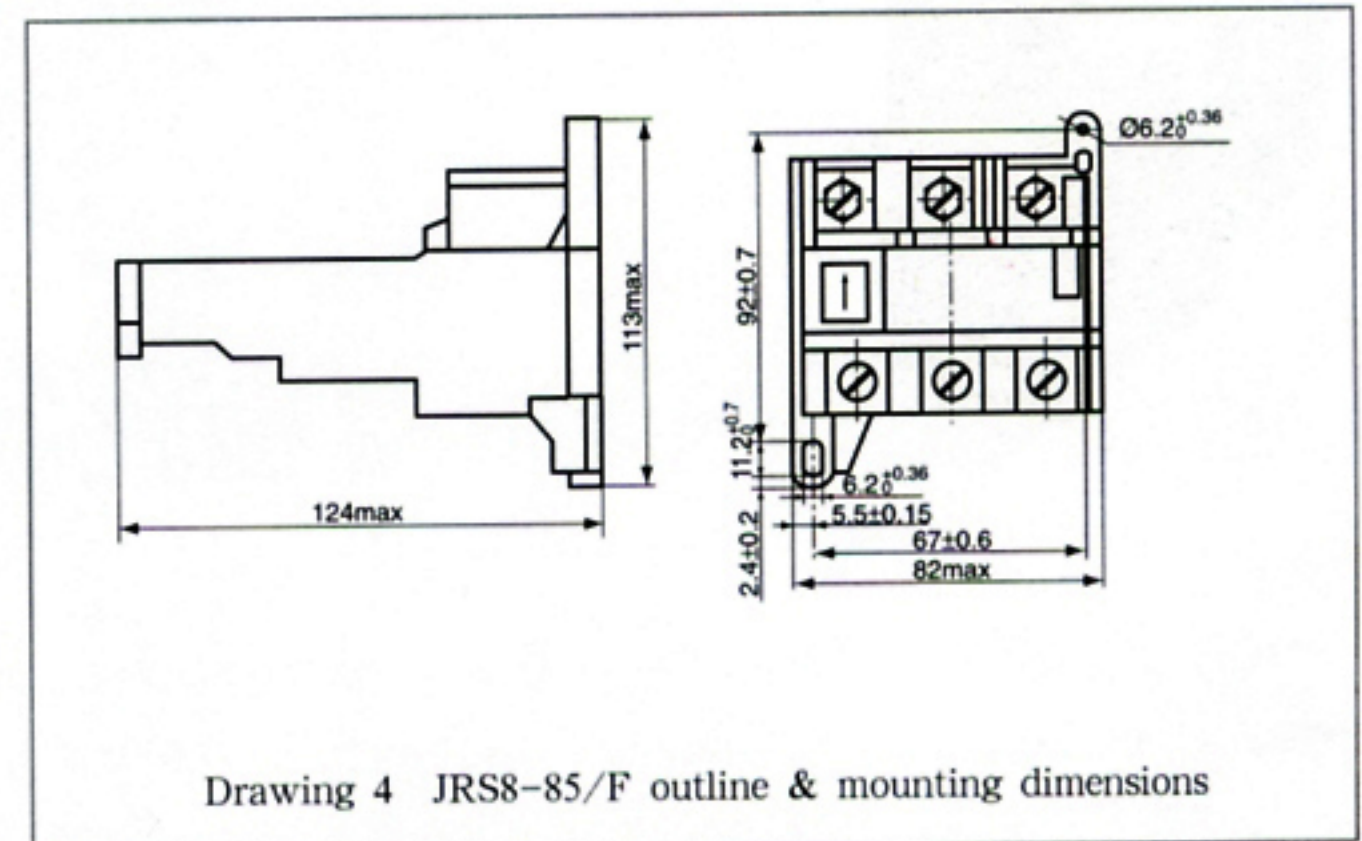 113max
124max
Ø6.2 +0.36 0
92±0.7
11.2 +0.7 0
2.4±0.2
6.2 +0.36 0
5.5±0.15
67±0.6
82max
Drawing 4 JRS8-85/F outline & mounting dimensions